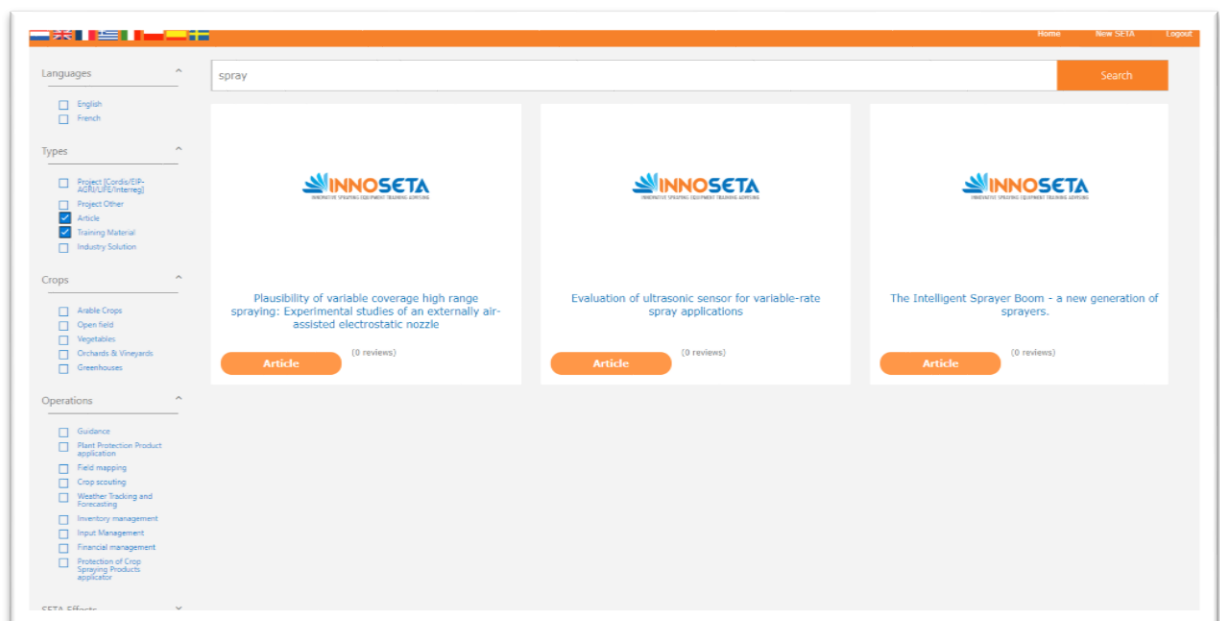 Home New SETA Logout
Languages
English
French
Types
Project [Cordis/EIP-
AGRI/LIFE/Interreg]
Project Other
Article
Training Material
Industry Solution
Crops
Arable Crops
Open field
Vegetables
Orchards & Vineyards
Greenhouses
Operations
Guidance
Plant Protection Product
application
Field mapping
Crop scouting
Weather Tracking and
Forecasting
Inventory management
Input Management
Financial management
Protection of Crop
Spraying Products
applicator
SETA Effects
spray
Search
INNOSETA
INNOVATIVE SPRAYING EQUIPMENT TRAINING ADVISING
Plausibility of variable coverage high range
spraying: Experimental studies of an externally air-
assisted electrostatic nozzle
Article
(0 reviews)
INNOSETA
INNOVATIVE SPRAYING EQUIPMENT TRAINING ADVISING
Evaluation of ultrasonic sensor for variable-rate
spray applications
Article
(0 reviews)
INNOSETA
INNOVATIVE SPRAYING EQUIPMENT TRAINING ADVISING
The Intelligent Sprayer Boom - a new generation of
sprayers.
Article
(0 reviews)